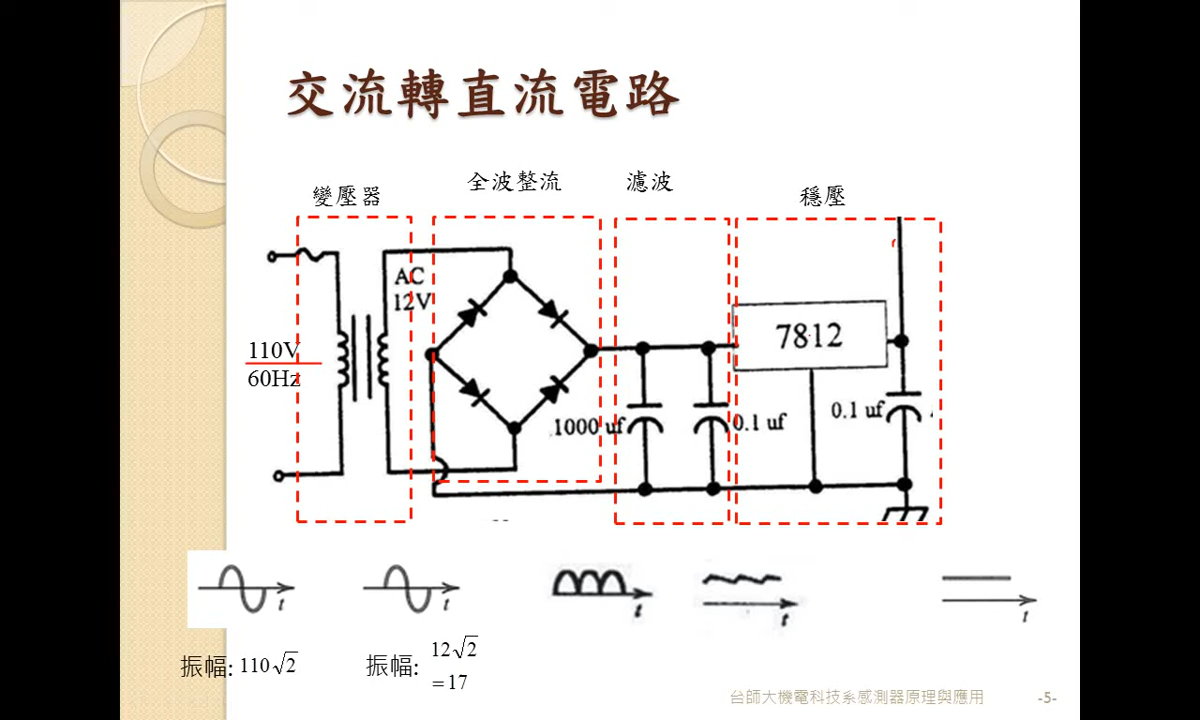 交流轉直流電路
變壓器
全波整流
濾波
穩壓
AC
12V
110V
60Hz
7812
1000 uf
0.1 uf
0.1 uf
t
t
t
t
t
振幅: 110√2
振幅: 12√2
=17
台師大機電科技系感測器原理與應用
-5-